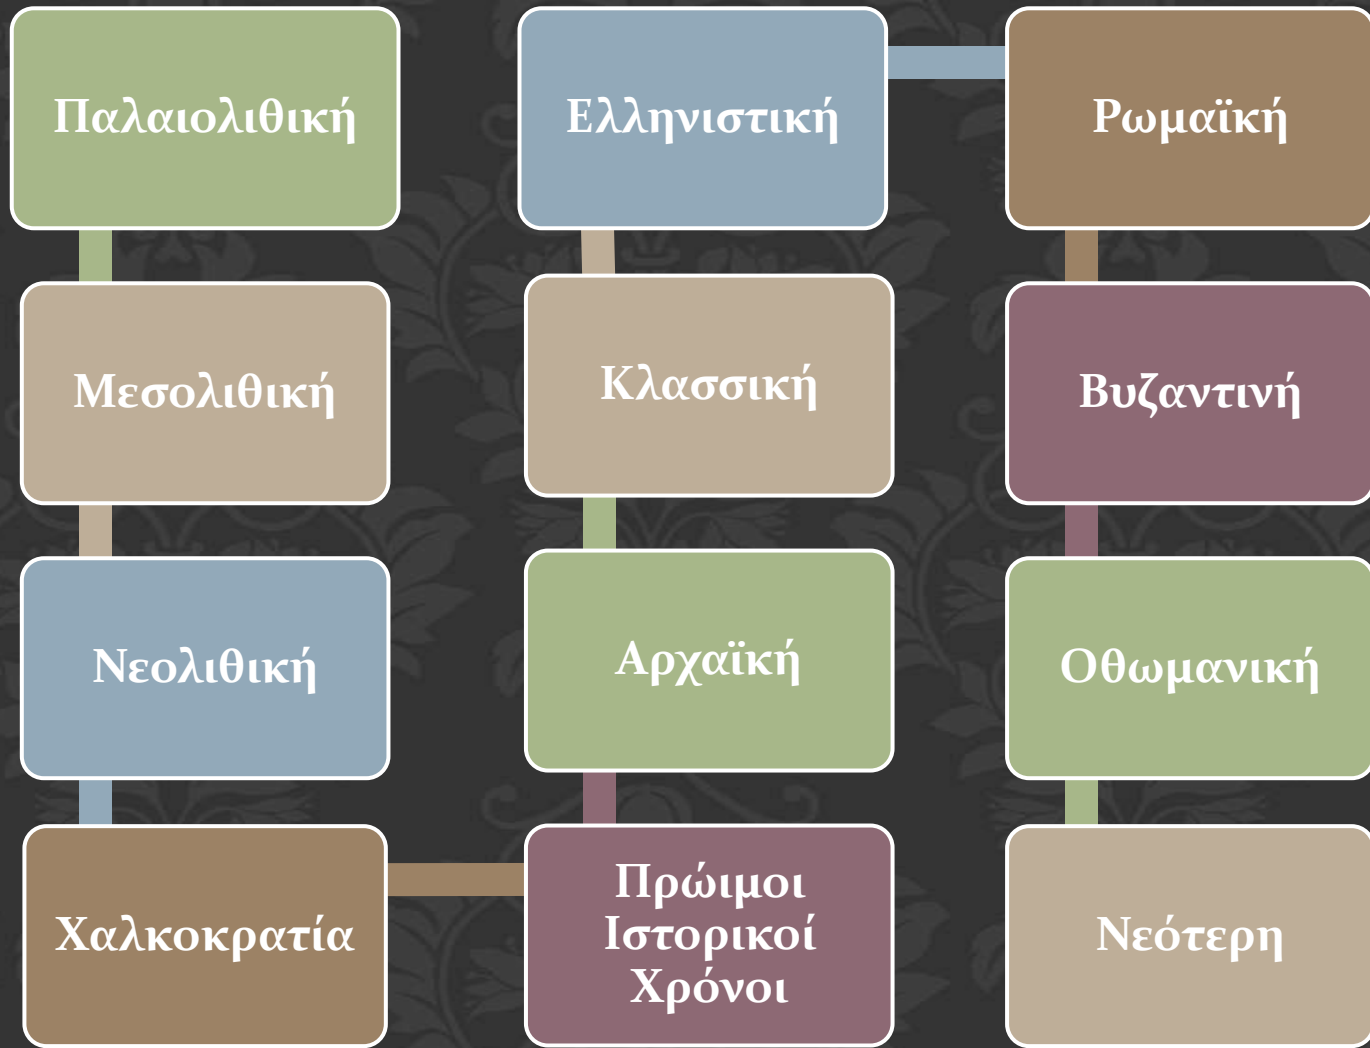 Παλαιολιθική
Μεσολιθική
Νεολιθική
Χαλκοκρατία
Πρώιμοι
Ιστορικοί
Χρόνοι
Αρχαϊκή
Κλασσική
Ελληνιστική
Ρωμαϊκή
Βυζαντινή
Οθωμανική
Νεότερη